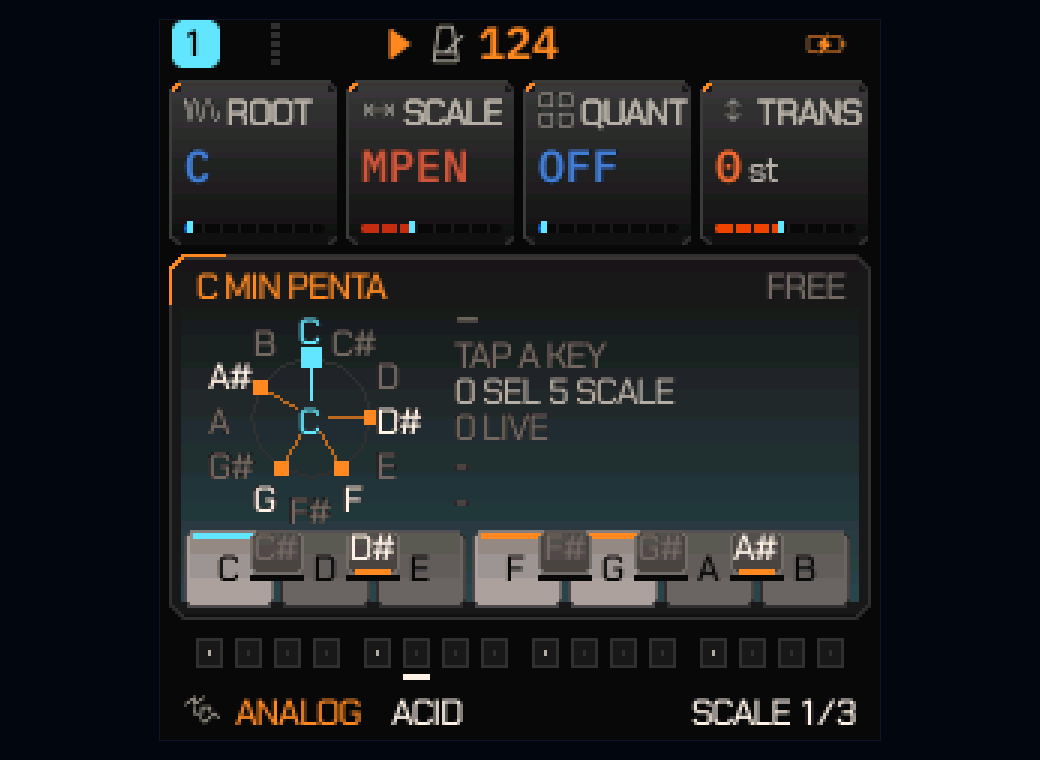 1 124
ROOT SCALE QUANT TRANS
C MPEN OFF 0 st
C MIN PENTA FREE
C
B C#
A# D
A C D#
G# E
G F
F#
–
TAP A KEY
0 SEL 5 SCALE
0 LIVE
-
-
C# D# F# G# A#
C D E F G A B
ANALOG ACID SCALE 1/3